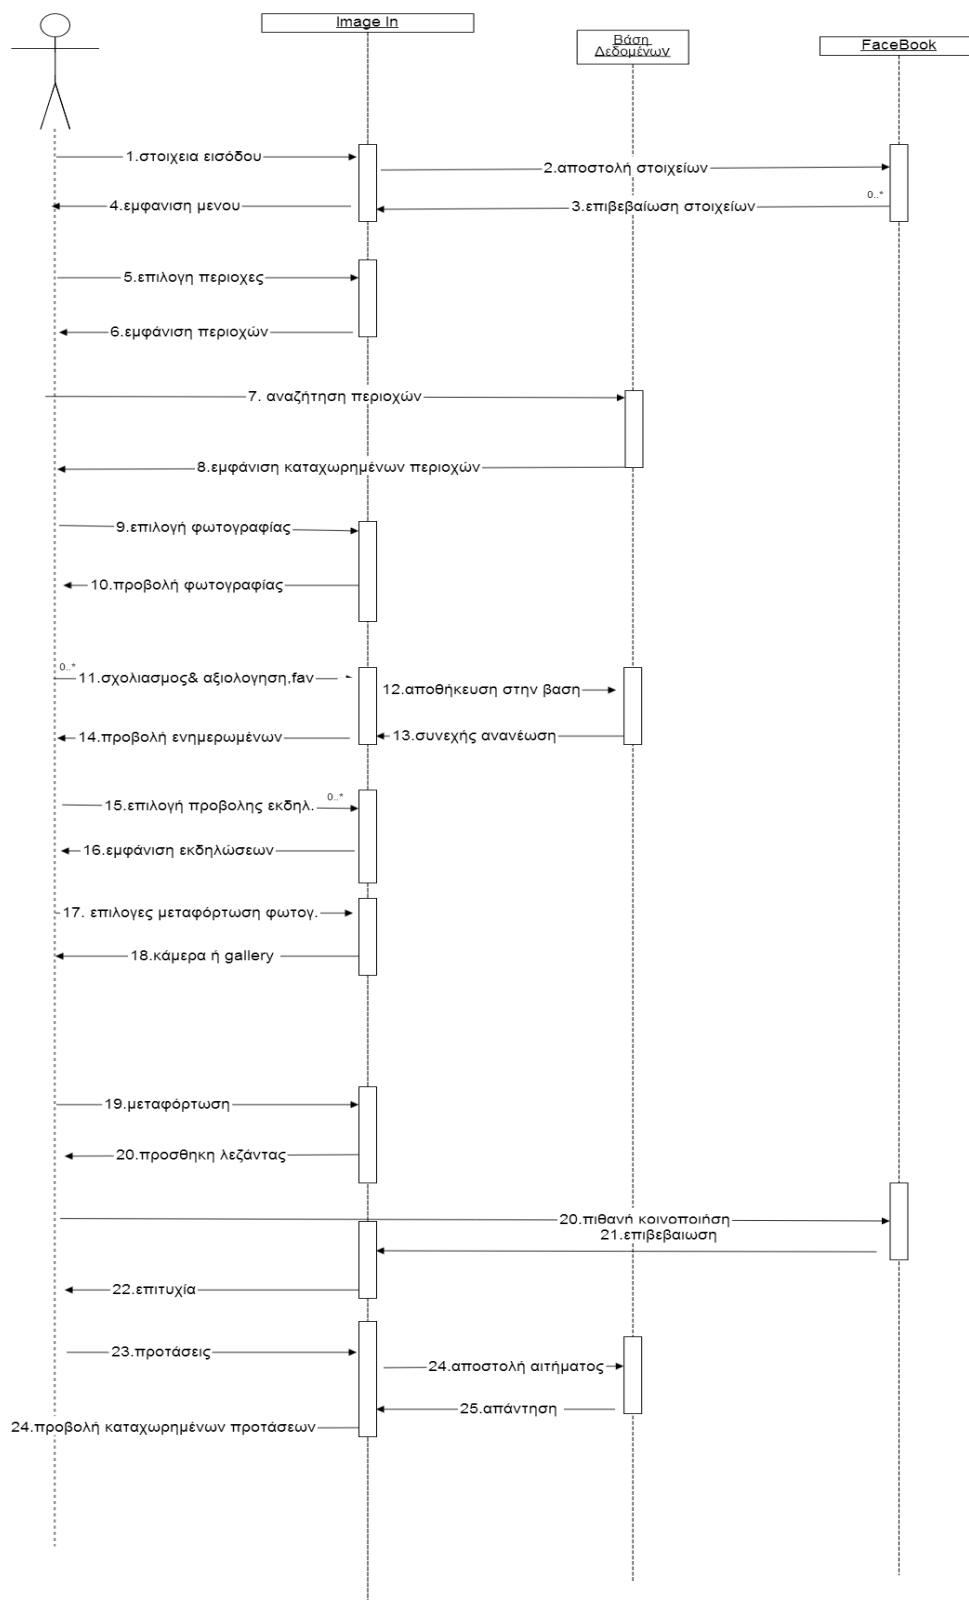 Image In
Βάση
Δεδομένων
FaceBook
1.στοιχεια εισόδου
2.αποστολή στοιχείων
0..*
4.εμφανιση μενου
3.επιβεβαίωση στοιχείων
5.επιλογη περιοχες
6.εμφάνιση περιοχών
7. αναζήτηση περιοχών
8.εμφάνιση καταχωρημένων περιοχών
9.επιλογή φωτογραφίας
10.προβολή φωτογραφίας
0..*
11.σχολιασμος& αξιολογηση,fav
12.αποθήκευση στην βαση
14.προβολή ενημερωμένων
13.συνεχής ανανέωση
0..*
15.επιλογή προβολης εκδηλ.
16.εμφάνιση εκδηλώσεων
17. επιλογες μεταφόρτωση φωτογ.
18.κάμερα ή gallery
19.μεταφόρτωση
20.προσθηκη λεζάντας
20.πιθανή κοινοποιήση
21.επιβεβαιωση
22.επιτυχία
23.προτάσεις
24.αποστολή αιτήματος
25.απάντηση
24.προβολή καταχωρημένων προτάσεων